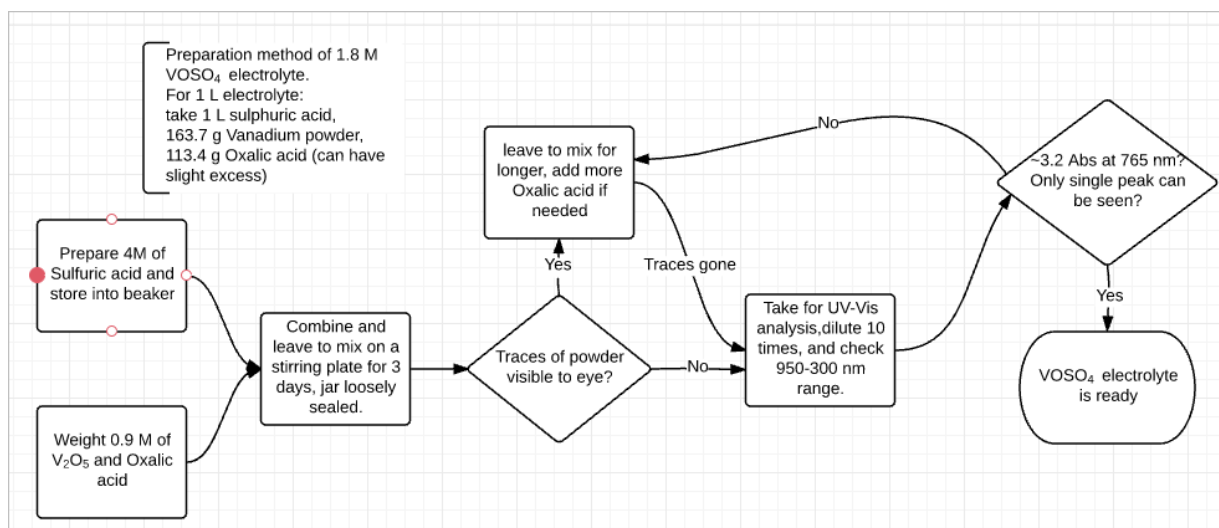 Preparation method of 1.8 M
VOSO₄ electrolyte.
For 1 L electrolyte:
take 1 L sulphuric acid,
163.7 g Vanadium powder,
113.4 g Oxalic acid (can have
slight excess)
Prepare 4M of
Sulfuric acid and
store into beaker
Weight 0.9 M of
V₂O₅ and Oxalic
acid
Combine and
leave to mix on a
stirring plate for 3
days, jar loosely
sealed.
Traces of powder
visible to eye?
Yes
No
leave to mix for
longer, add more
Oxalic acid if
needed
Traces gone
Take for UV-Vis
analysis,dilute 10
times, and check
950-300 nm
range.
No
~3.2 Abs at 765 nm?
Only single peak can
be seen?
Yes
VOSO₄ electrolyte
is ready